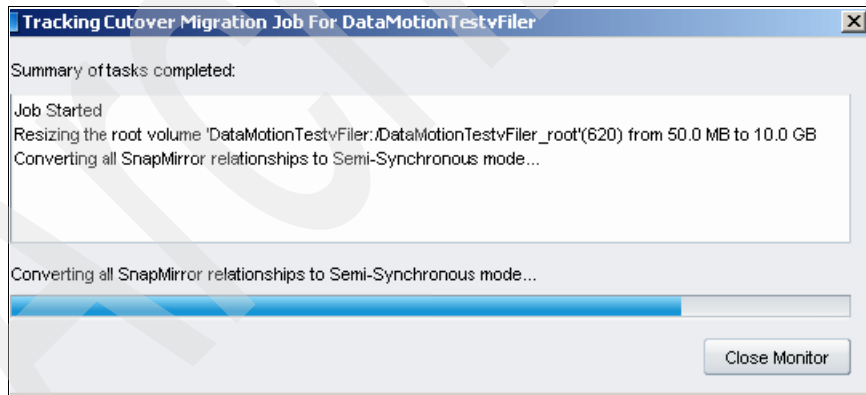 Tracking Cutover Migration Job For DataMotionTestvFiler
Summary of tasks completed:
Job Started
Resizing the root volume 'DataMotionTestvFiler:/DataMotionTestvFiler_root'(620) from 50.0 MB to 10.0 GB
Converting all SnapMirror relationships to Semi-Synchronous mode...
Converting all SnapMirror relationships to Semi-Synchronous mode...
Close Monitor